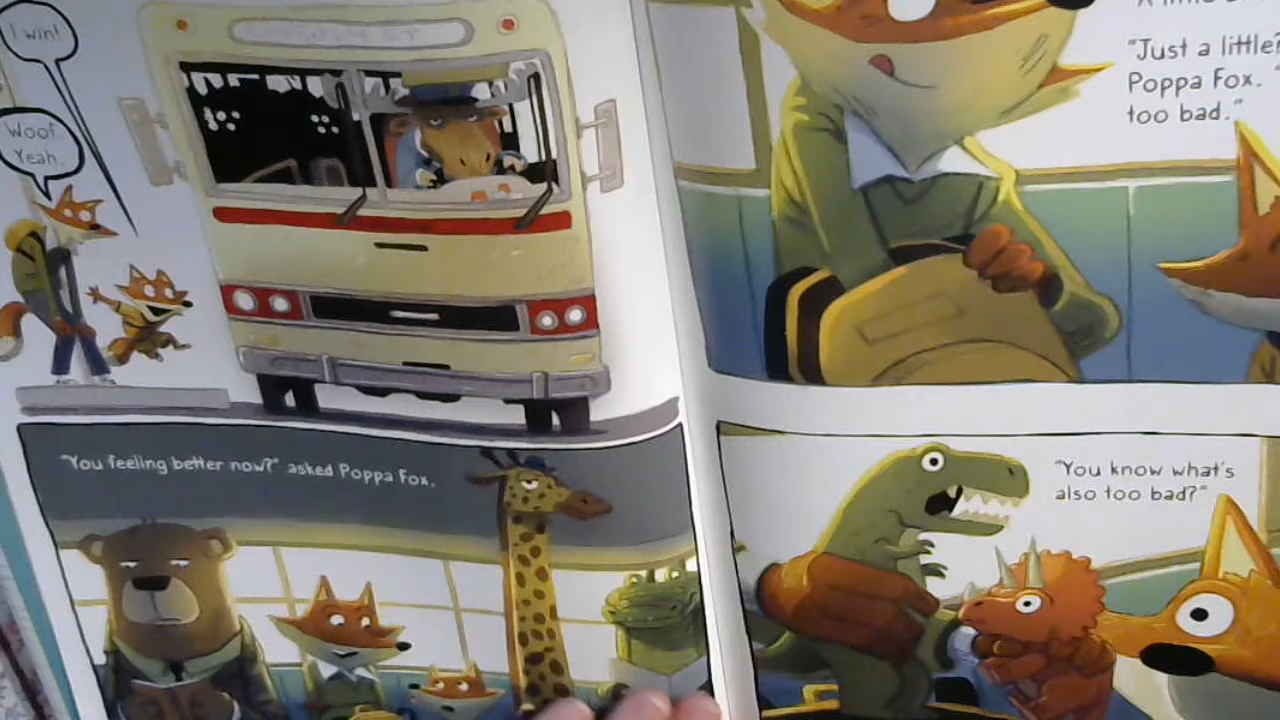 I win!
Woof.
Yeah.
"You feeling better now?" asked Poppa Fox.
"Just a little?"
Poppa Fox. "
too bad."
"You know what's
also too bad?"